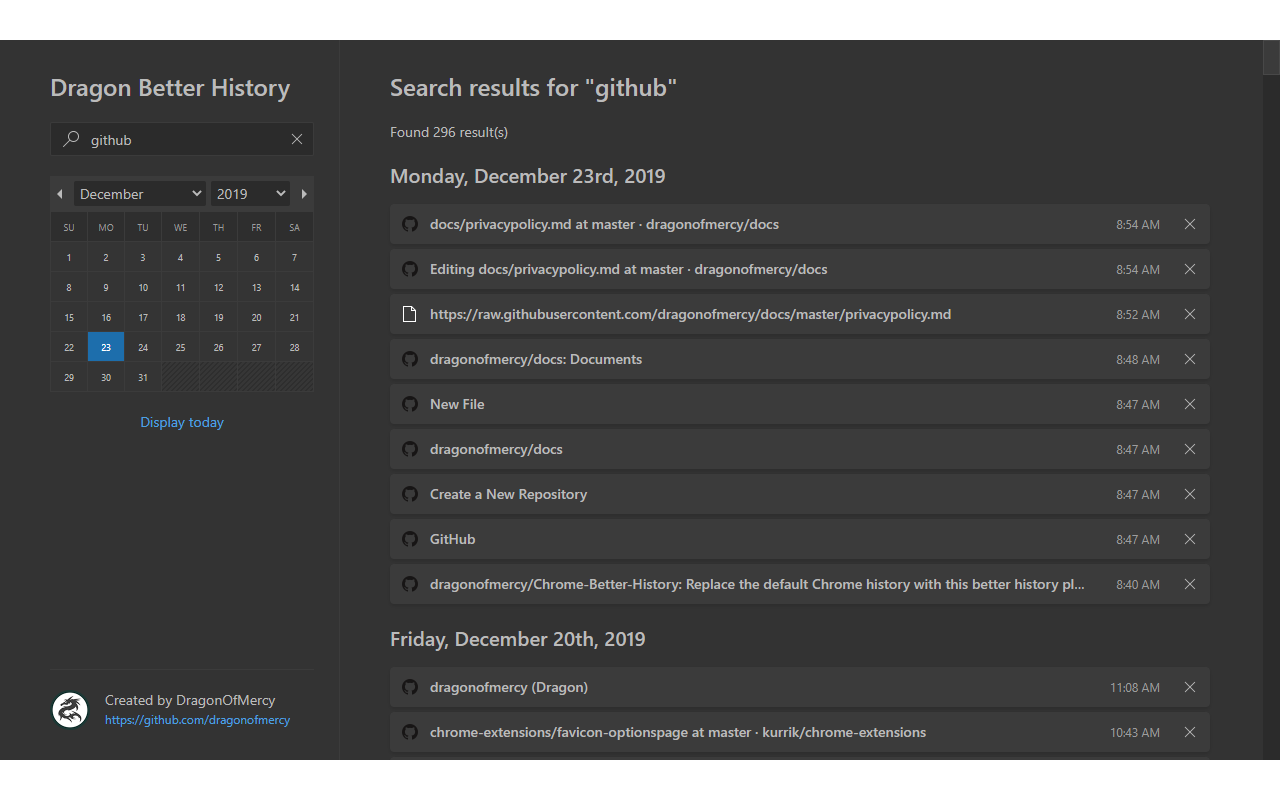 Dragon Better History
github
December 2019
SU MO TU WE TH FR SA
1 2 3 4 5 6 7
8 9 10 11 12 13 14
15 16 17 18 19 20 21
22 23 24 25 26 27 28
29 30 31
Display today
Created by DragonOfMercy
https://github.com/dragonofmercy
Search results for "github"
Found 296 result(s)
Monday, December 23rd, 2019
docs/privacypolicy.md at master · dragonofmercy/docs 8:54 AM
Editing docs/privacypolicy.md at master · dragonofmercy/docs 8:54 AM
https://raw.githubusercontent.com/dragonofmercy/docs/master/privacypolicy.md 8:52 AM
dragonofmercy/docs: Documents 8:48 AM
New File 8:47 AM
dragonofmercy/docs 8:47 AM
Create a New Repository 8:47 AM
GitHub 8:47 AM
dragonofmercy/Chrome-Better-History: Replace the default Chrome history with this better history pl... 8:40 AM
Friday, December 20th, 2019
dragonofmercy (Dragon) 11:08 AM
chrome-extensions/favicon-optionspage at master · kurrik/chrome-extensions 10:43 AM